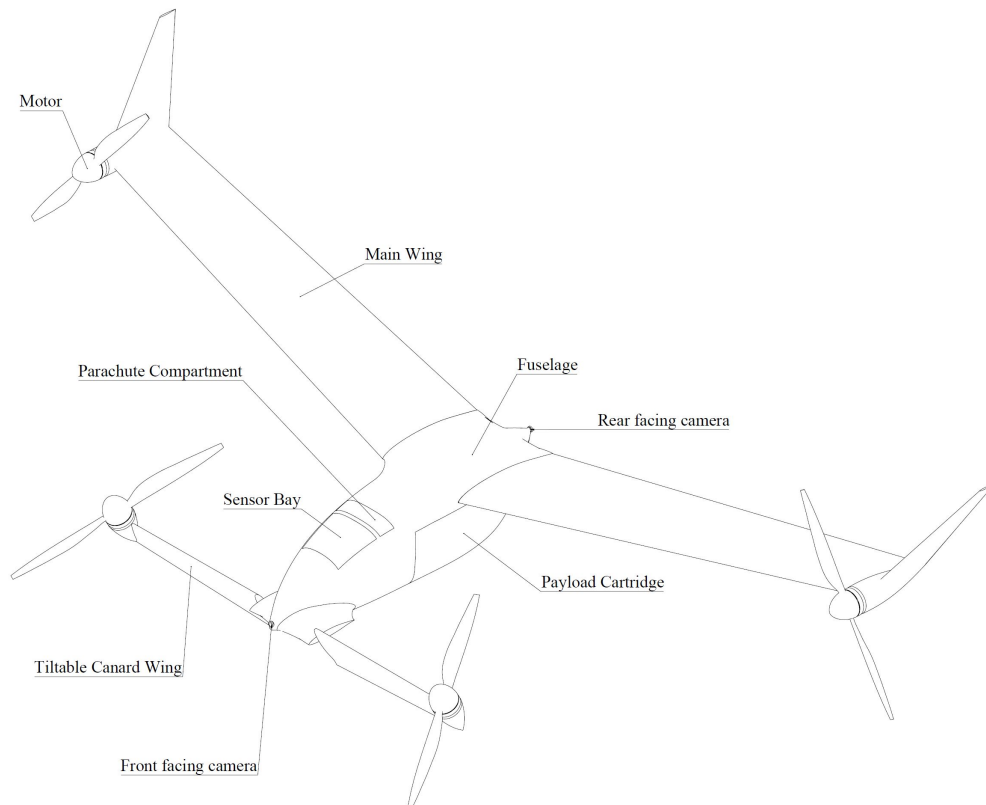 Motor
Main Wing
Parachute Compartment
Fuselage
Rear facing camera
Sensor Bay
Payload Cartridge
Tiltable Canard Wing
Front facing camera